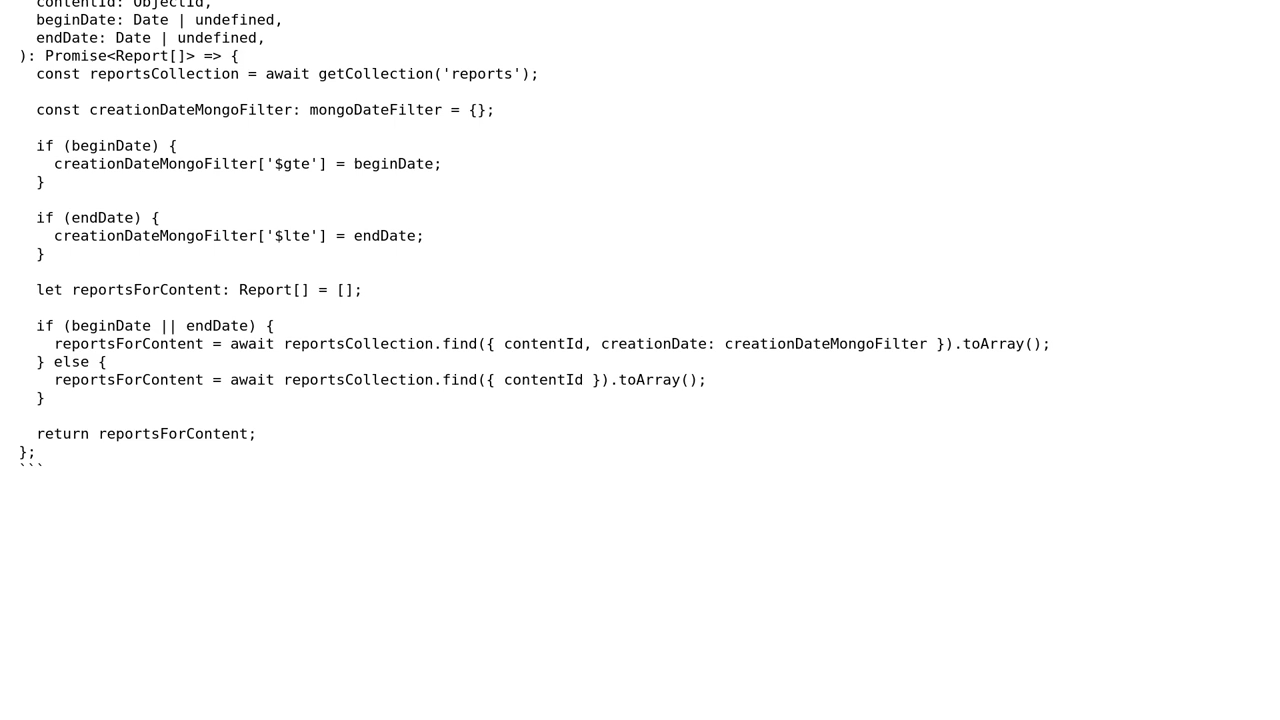 contentId: ObjectId,
beginDate: Date | undefined,
endDate: Date | undefined,
): Promise<Report[]> => {
const reportsCollection = await getCollection('reports');
const creationDateMongoFilter: mongoDateFilter = {};
if (beginDate) {
creationDateMongoFilter['$gte'] = beginDate;
}
if (endDate) {
creationDateMongoFilter['$lte'] = endDate;
}
let reportsForContent: Report[] = [];
if (beginDate || endDate) {
reportsForContent = await reportsCollection.find({ contentId, creationDate: creationDateMongoFilter }).toArray();
} else {
reportsForContent = await reportsCollection.find({ contentId }).toArray();
}
return reportsForContent;
};
```